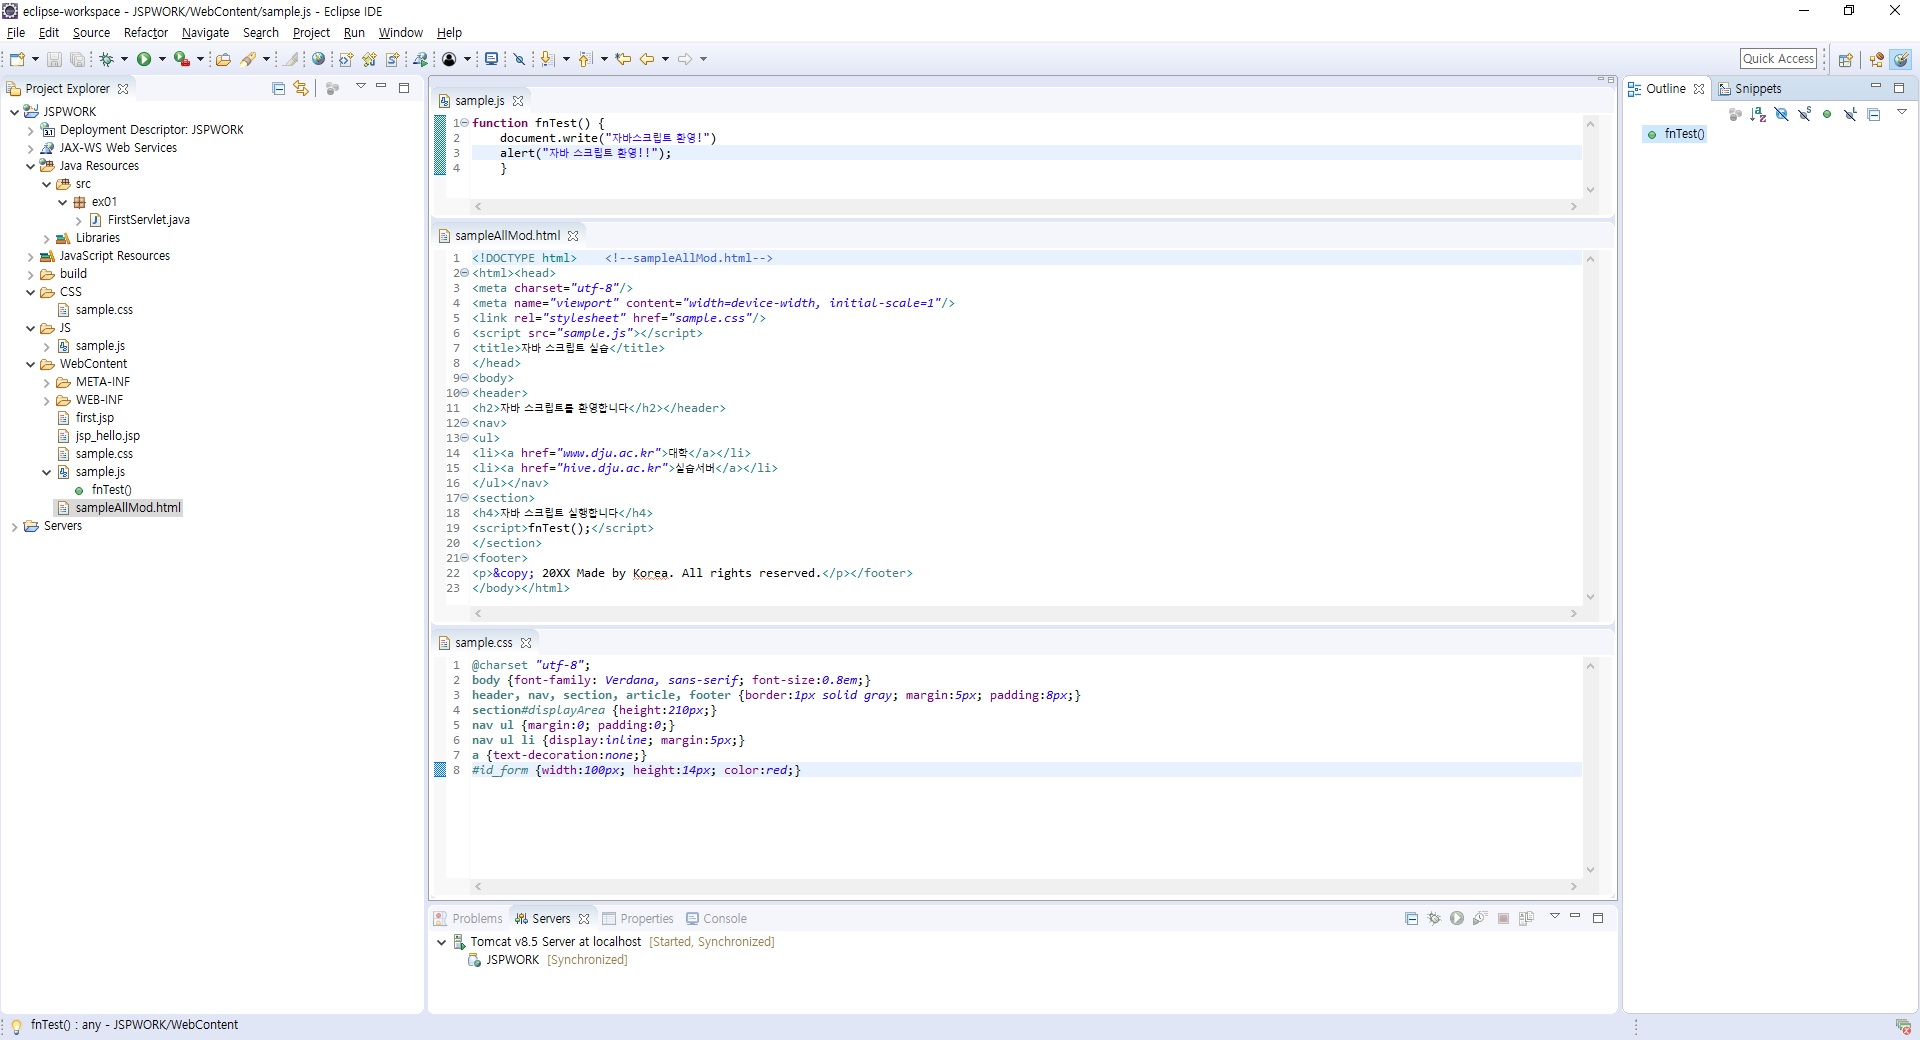 eclipse-workspace - JSPWORK/WebContent/sample.js - Eclipse IDE
File Edit Source Refactor Navigate Search Project Run Window Help
Quick Access
Project Explorer
JSPWORK
Deployment Descriptor: JSPWORK
JAX-WS Web Services
Java Resources
src
ex01
FirstServlet.java
Libraries
JavaScript Resources
build
CSS
sample.css
JS
sample.js
WebContent
META-INF
WEB-INF
first.jsp
jsp_hello.jsp
sample.css
sample.js
fnTest()
sampleAllMod.html
Servers
sample.js
1 function fnTest() {
2 document.write("자바스크립트 환영!")
3 alert("자바 스크립트 환영!!");
4 }
sampleAllMod.html
1 <!DOCTYPE html> <!--sampleAllMod.html-->
2 <html><head>
3 <meta charset="utf-8"/>
4 <meta name="viewport" content="width=device-width, initial-scale=1"/>
5 <link rel="stylesheet" href="sample.css"/>
6 <script src="sample.js"></script>
7 <title>자바 스크립트 실습</title>
8 </head>
9 <body>
10 <header>
11 <h2>자바 스크립트를 환영합니다</h2></header>
12 <nav>
13 <ul>
14 <li><a href="www.dju.ac.kr">대학</a></li>
15 <li><a href="hive.dju.ac.kr">실습서버</a></li>
16 </ul></nav>
17 <section>
18 <h4>자바 스크립트 실행합니다</h4>
19 <script>fnTest();</script>
20 </section>
21 <footer>
22 <p>&copy; 20XX Made by Korea. All rights reserved.</p></footer>
23 </body></html>
sample.css
1 @charset "utf-8";
2 body {font-family: Verdana, sans-serif; font-size:0.8em;}
3 header, nav, section, article, footer {border:1px solid gray; margin:5px; padding:8px;}
4 section#displayArea {height:210px;}
5 nav ul {margin:0; padding:0;}
6 nav ul li {display:inline; margin:5px;}
7 a {text-decoration:none;}
8 #id_form {width:100px; height:14px; color:red;}
Problems Servers Properties Console
Tomcat v8.5 Server at localhost [Started, Synchronized]
JSPWORK [Synchronized]
Outline Snippets
fnTest()
fnTest() : any - JSPWORK/WebContent